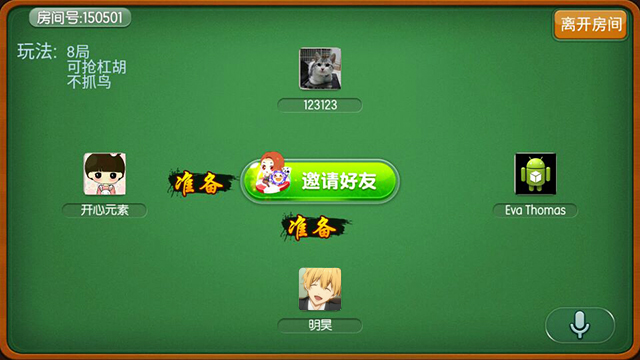 房间号:150501
离开房间
玩法: 8局
可抢杠胡
不抓鸟
123123
准备
邀请好友
开心元素
Eva Thomas
准备
明昊